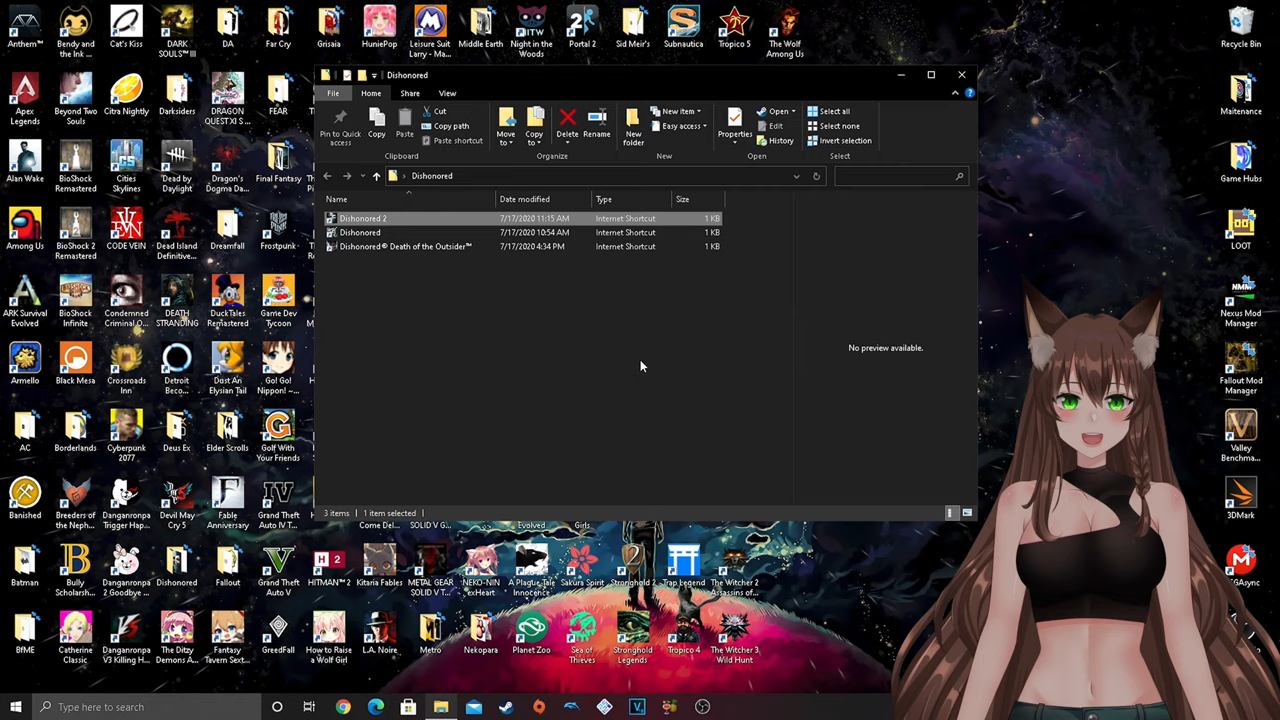 Anthem™
Bendy and
the Ink ...
Cat's Kiss
DARK
SOULS™ III
DA
Far Cry
Grisaia
HuniePop
Leisure Suit
Larry - Ma...
Middle Earth
Night in the
Woods
Portal 2
Sid Meir's
Subnautica
Tropico 5
The Wolf
Among Us
Recycle Bin
Apex
Legends
Beyond Two
Souls
Citra Nightly
Darksiders
DRAGON
QUEST XI S ...
FEAR
Maitenence
Alan Wake
BioShock
Remastered
Cities
Skylines
Dead by
Daylight
Dragon's
Dogma Da...
Final Fantasy
Game Hubs
Among Us
BioShock 2
Remastered
CODE VEIN
Dead Island
Definitive...
Dreamfall
Frostpunk
LOOT
ARK Survival
Evolved
BioShock
Infinite
Condemned
Criminal O...
DEATH
STRANDING
DuckTales
Remastered
Game Dev
Tycoon
Nexus Mod
Manager
Armello
Black Mesa
Crossroads
Inn
Detroit
Beco...
Dust An
Elysian Tail
Go! Go!
Nippon! ~...
Fallout Mod
Manager
AC
Borderlands
Cyberpunk
2077
Deus Ex
Elder Scrolls
Golf With
Your Friends
Valley
Benchma...
Banished
Breeders of
the Neph...
Danganronpa
Trigger Hap...
Devil May
Cry 5
Fable
Anniversary
Grand Theft
Auto IV T...
Come Del...
SOLID V G...
Evolved
Girls
3DMark
Batman
Bully
Scholarsh...
Danganronpa
2 Goodbye ...
Dishonored
Fallout
Grand Theft
Auto V
HITMAN™ 2
Kitaria Fables
METAL GEAR
SOLID V T...
NEKO-NIN
exHeart
A Plague Tale
Innocence
Sakura Spirit
Stronghold 2
Trap Legend
The Witcher 2
Assassins of...
BfME
Catherine
Classic
Danganronpa
V3 Killing H...
The Ditzy
Demons A...
Fantasy
Tavern Sext...
GreedFall
How to Raise
a Wolf Girl
L.A. Noire
Metro
Nekopara
Planet Zoo
Sea of
Thieves
Stronghold
Legends
Tropico 4
The Witcher 3
Wild Hunt
Dishonored
File
Home
Share
View
Pin to Quick
access
Copy
Paste
Cut
Copy path
Paste shortcut
Clipboard
Move
to
Copy
to
Delete
Rename
Organize
New
folder
New item
Easy access
New
Properties
Open
Edit
History
Open
Select all
Select none
Invert selection
Select
Dishonored
Name
Date modified
Type
Size
Dishonored 2 7/17/2020 11:15 AM Internet Shortcut 1 KB
Dishonored 7/17/2020 10:54 AM Internet Shortcut 1 KB
Dishonored® Death of the Outsider™ 7/17/2020 4:34 PM Internet Shortcut 1 KB
No preview available.
3 items
1 item selected
Type here to search